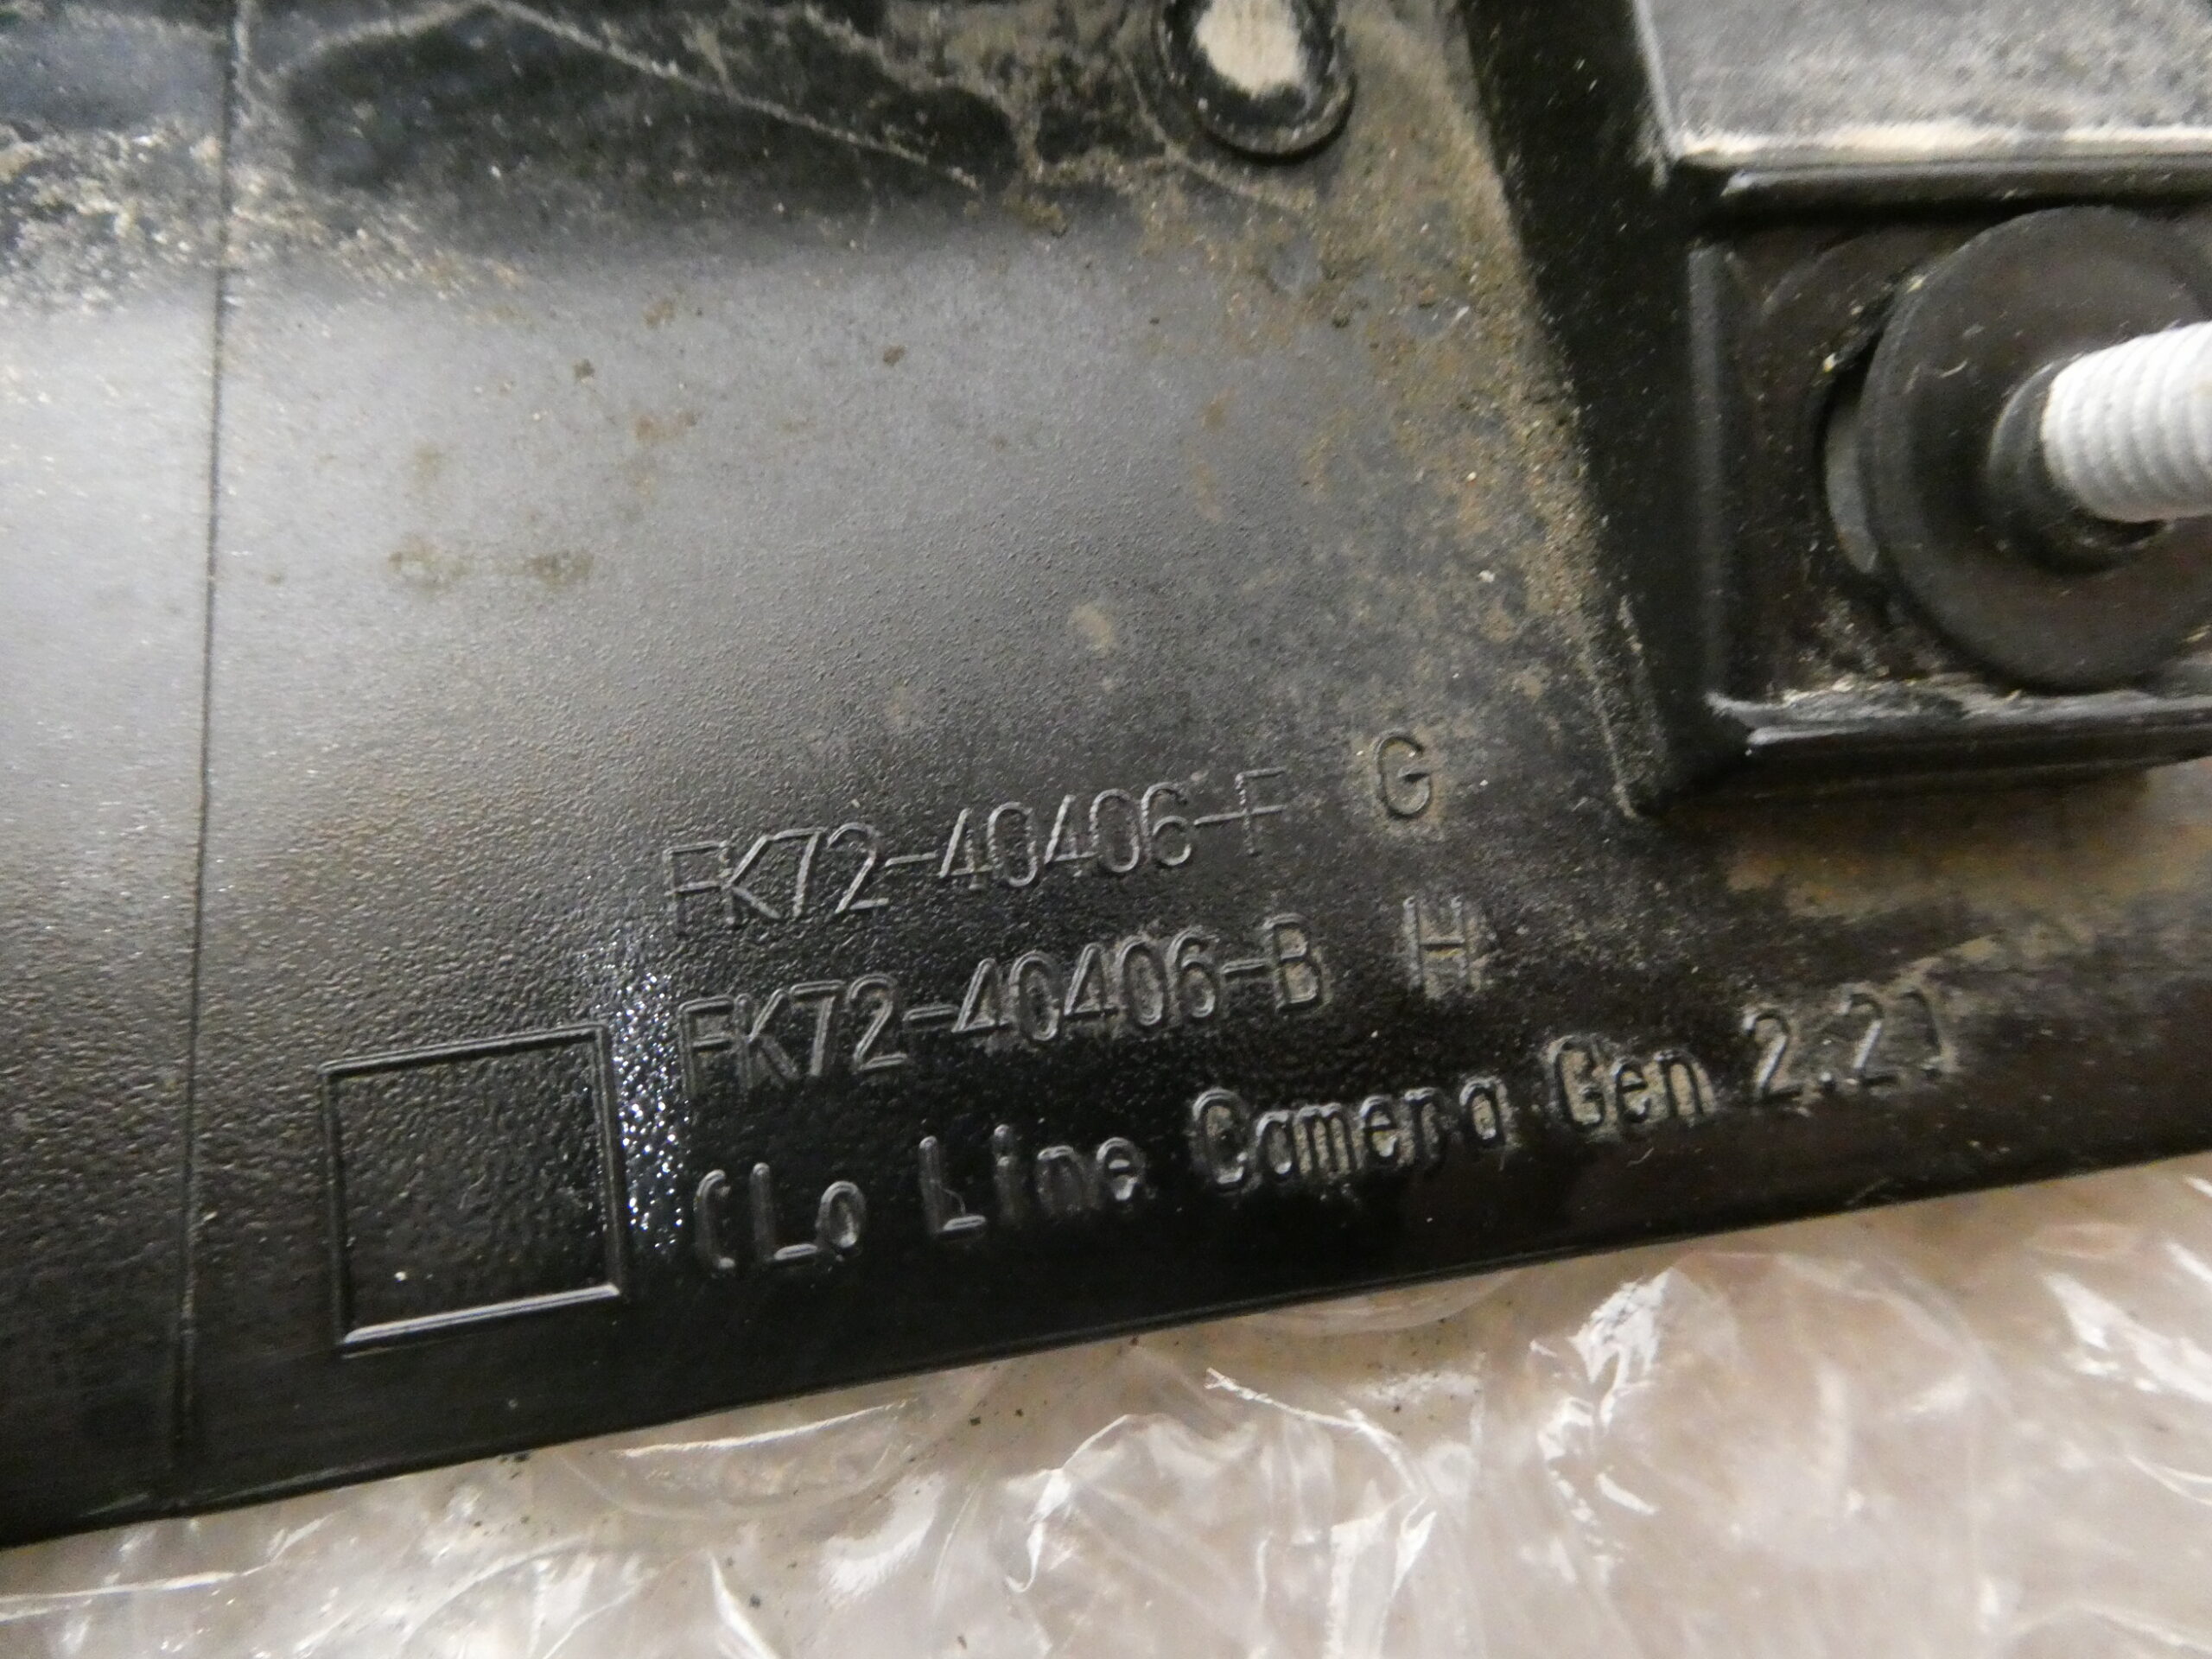 FK72-40406-F G
FK72-40406-B H
(Lo Line Camera Gen 2.2)